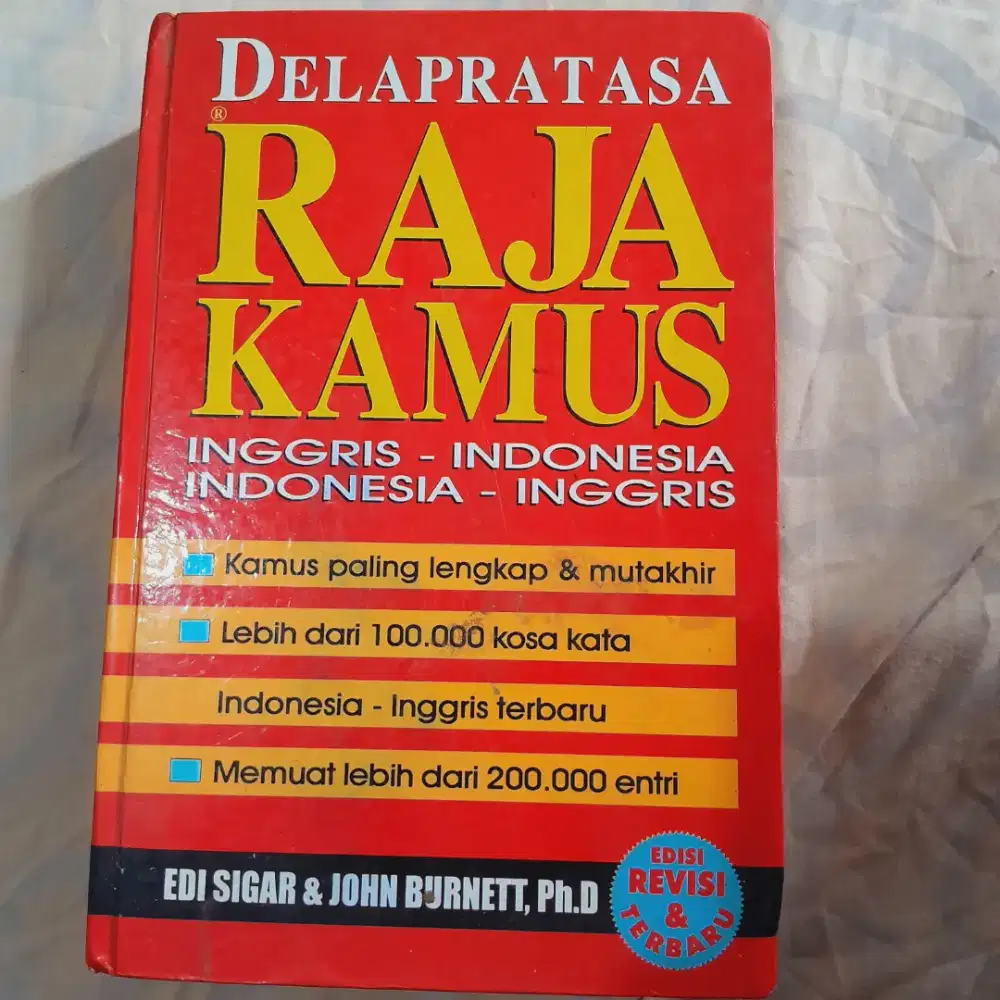 DELAPRATASA
®
RAJA
KAMUS
INGGRIS - INDONESIA
INDONESIA - INGGRIS
Kamus paling lengkap & mutakhir
Lebih dari 100.000 kosa kata
Indonesia - Inggris terbaru
Memuat lebih dari 200.000 entri
EDI SIGAR & JOHN BURNETT, Ph.D
EDISI
REVISI
&
TERBARU